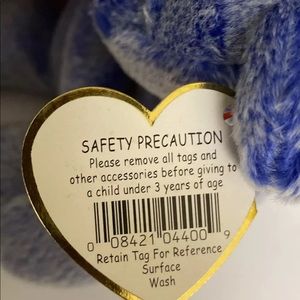 SAFETY PRECAUTION
Please remove all tags and
other accessories before giving to
a child under 3 years of age
0 08421 04400 9
Retain Tag For Reference
Surface
Wash